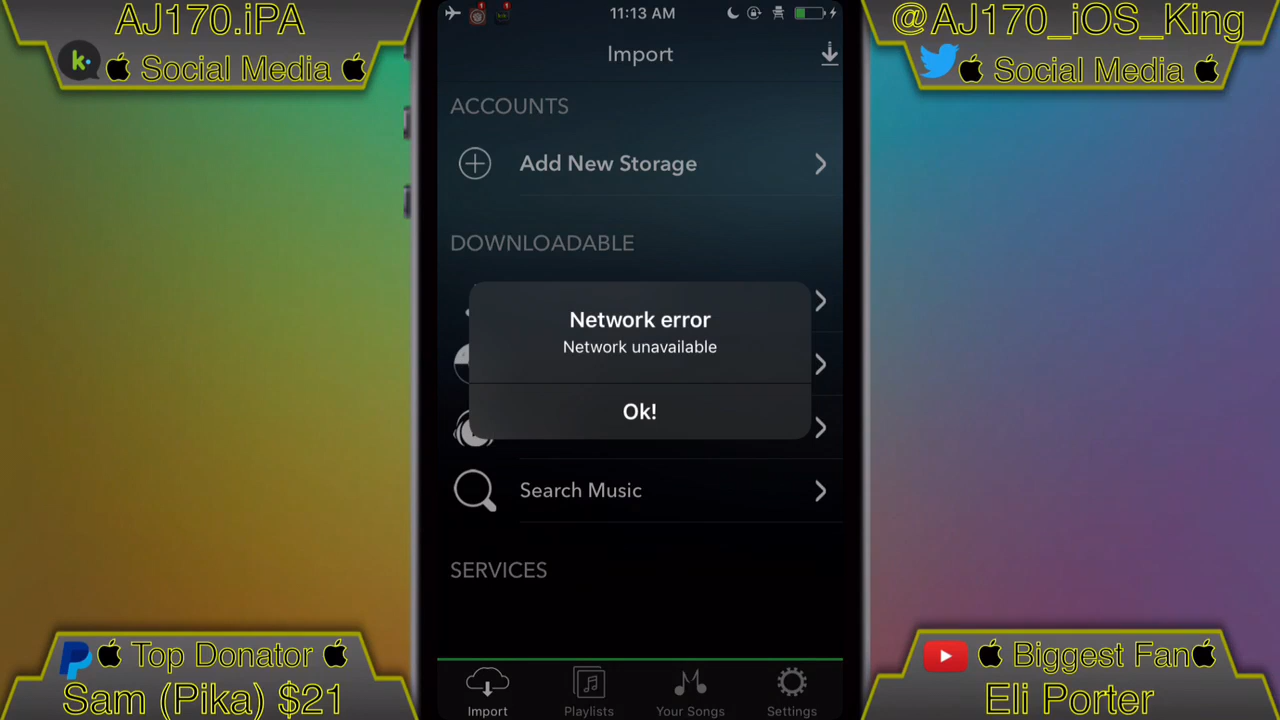 AJ170.iPA
k
Social Media
@AJ170_iOS_King
Social Media
1
1
11:13 AM
Import
ACCOUNTS
Add New Storage
DOWNLOADABLE
Network error
Network unavailable
Ok!
Search Music
SERVICES
Import
Playlists
Your Songs
Settings
Top Donator
Sam (Pika) $21
Biggest Fan
Eli Porter